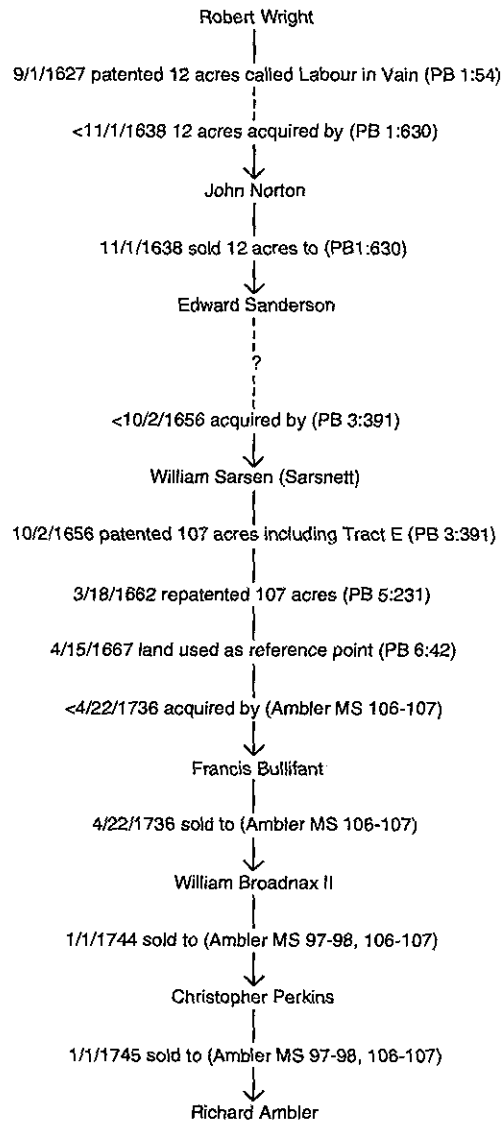 Robert Wright
9/1/1627 patented 12 acres called Labour in Vain (PB 1:54)
<11/1/1638 12 acres acquired by (PB 1:630)
John Norton
11/1/1638 sold 12 acres to (PB1:630)
Edward Sanderson
?
<10/2/1656 acquired by (PB 3:391)
William Sarsen (Sarsnett)
10/2/1656 patented 107 acres including Tract E (PB 3:391)
3/18/1662 repatented 107 acres (PB 5:231)
4/15/1667 land used as reference point (PB 6:42)
<4/22/1736 acquired by (Ambler MS 106-107)
Francis Bullifant
4/22/1736 sold to (Ambler MS 106-107)
William Broadnax II
1/1/1744 sold to (Ambler MS 97-98, 106-107)
Christopher Perkins
1/1/1745 sold to (Ambler MS 97-98, 106-107)
Richard Ambler